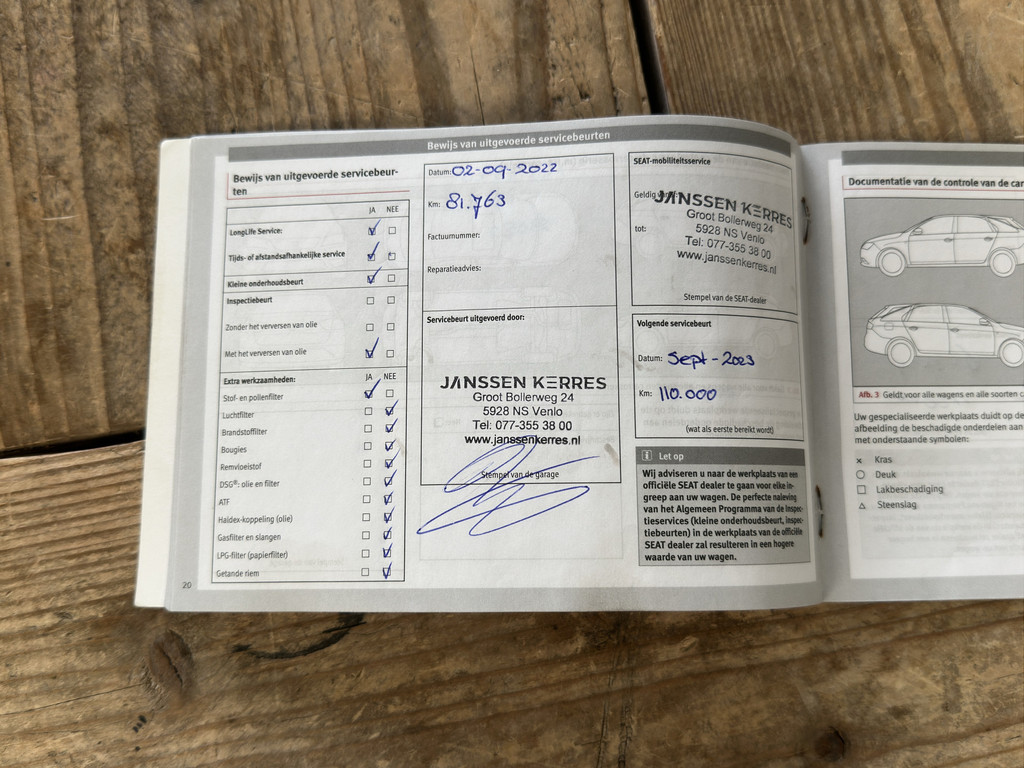 Bewijs van uitgevoerde servicebeurten
Bewijs van uitgevoerde servicebeur-
ten
JA NEE
LongLife Service:
Tijds- of afstandsafhankelijke service
Kleine onderhoudsbeurt
Inspectiebeurt
Zonder het verversen van olie
Met het verversen van olie
Extra werkzaamheden: JA NEE
Stof- en pollenfilter
Luchtfilter
Brandstoffilter
Bougies
Remvloeistof
DSG®: olie en filter
ATF
Haldex-koppeling (olie)
Gasfilter en slangen
LPG-filter (papierfilter)
Getande riem
20
Datum: 02-09-2022
Km: 81.763
Factuurnummer:
Reparatieadvies:
Servicebeurt uitgevoerd door:
JANSSEN KERRES
Groot Bollerweg 24
5928 NS Venlo
Tel: 077-355 38 00
www.janssenkerres.nl
Stempel van de garage
SEAT-mobiliteitsservice
Geldig
tot:
JANSSEN KERRES
Groot Bollerweg 24
5928 NS Venlo
Tel: 077-355 38 00
www.janssenkerres.nl
Stempel van de SEAT-dealer
Volgende servicebeurt
Datum: Sept - 2023
Km: 110.000
(wat als eerste bereikt wordt)
i Let op
Wij adviseren u naar de werkplaats van een
officiële SEAT dealer te gaan voor elke in-
greep aan uw wagen. De perfecte naleving
van het Algemeen Programma van de Inspec-
tieservices (kleine onderhoudsbeurt, inspec-
tiebeurten) in de werkplaats van de officiële
SEAT dealer zal resulteren in een hogere
waarde van uw wagen.
Documentatie van de controle van de car
Afb. 3 Geldt voor alle wagens en alle soorten c
Uw gespecialiseerde werkplaats duidt op de
afbeelding de beschadigde onderdelen aan
met onderstaande symbolen:
Kras
Deuk
Lakbeschadiging
Steenslag